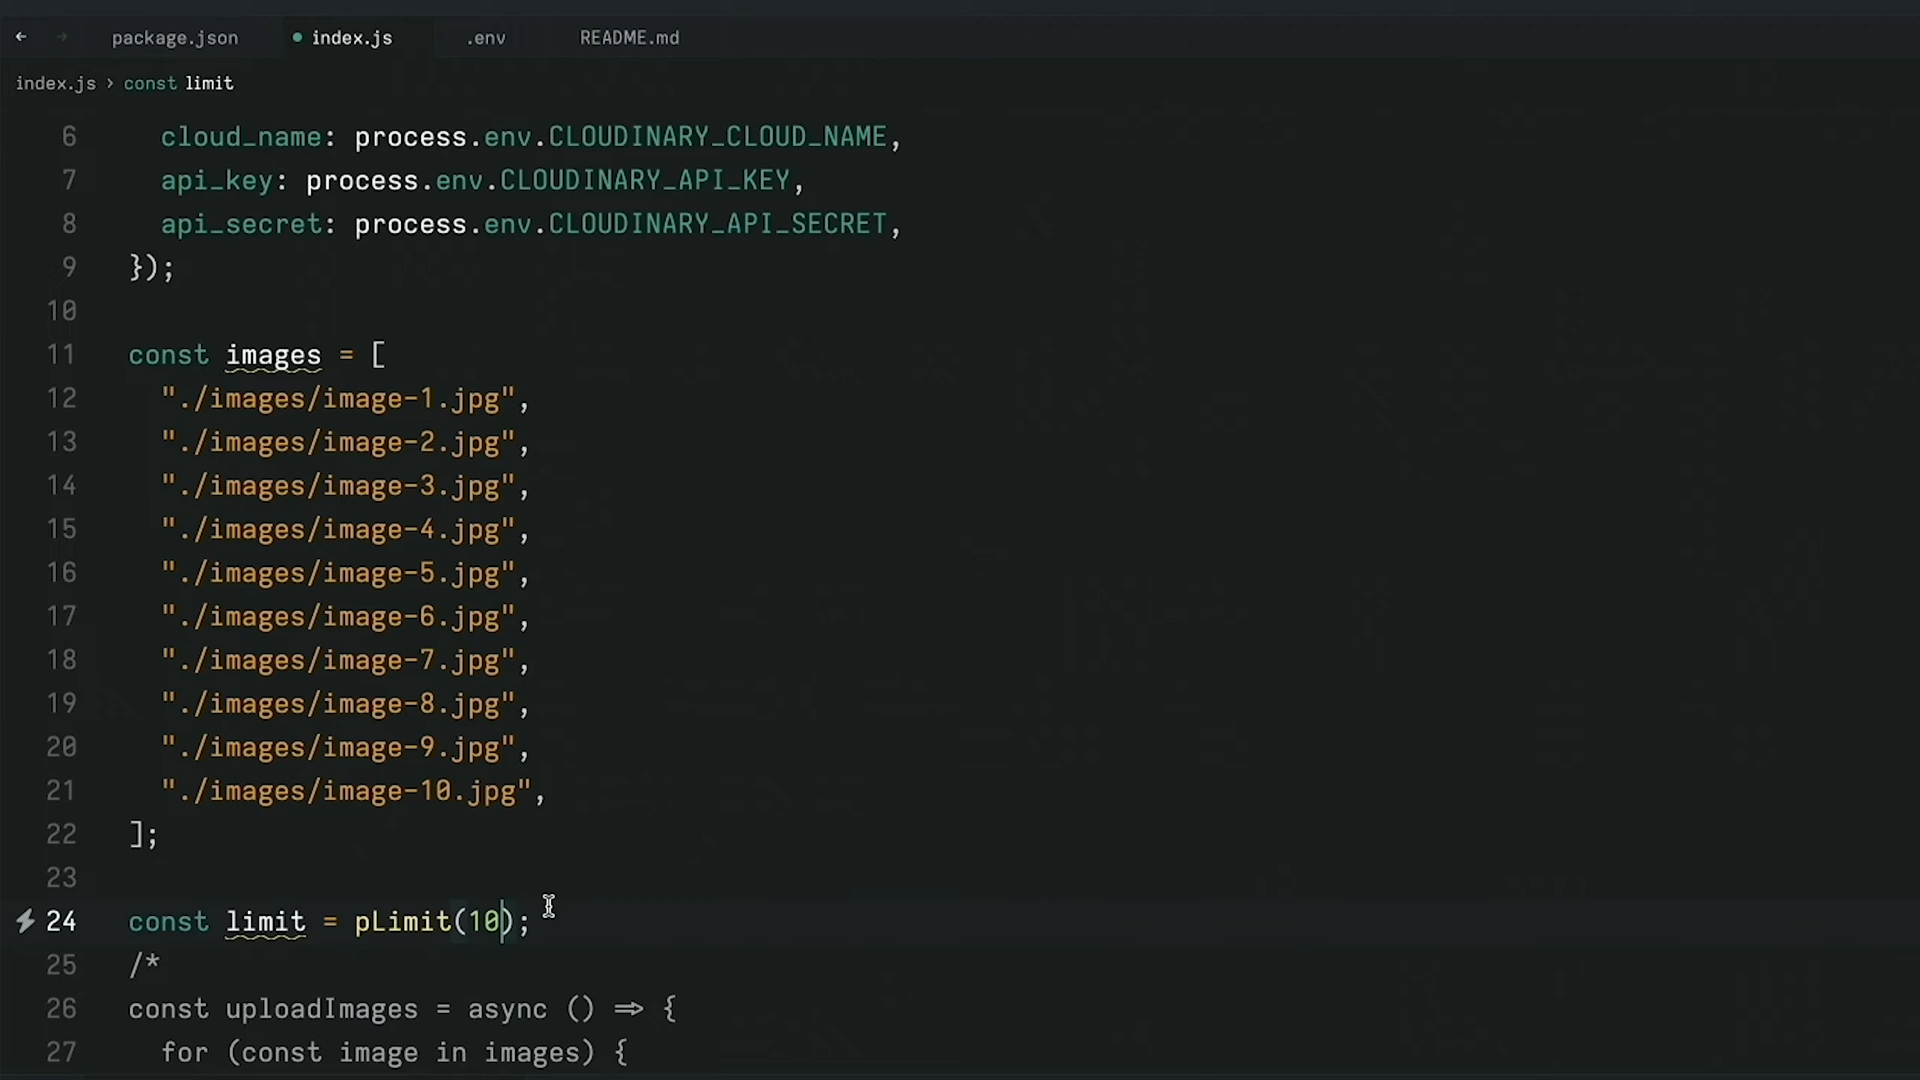 ← → package.json index.js .env README.md
index.js › const limit
6 cloud_name: process.env.CLOUDINARY_CLOUD_NAME,
7 api_key: process.env.CLOUDINARY_API_KEY,
8 api_secret: process.env.CLOUDINARY_API_SECRET,
9 });
10
11 const images = [
12 "./images/image-1.jpg",
13 "./images/image-2.jpg",
14 "./images/image-3.jpg",
15 "./images/image-4.jpg",
16 "./images/image-5.jpg",
17 "./images/image-6.jpg",
18 "./images/image-7.jpg",
19 "./images/image-8.jpg",
20 "./images/image-9.jpg",
21 "./images/image-10.jpg",
22 ];
23
24 const limit = pLimit(10);
25 /*
26 const uploadImages = async () => {
27 for (const image in images) {